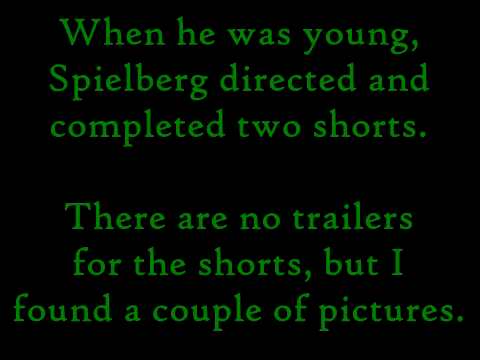 When he was young,
Spielberg directed and
completed two shorts.
There are no trailers
for the shorts, but I
found a couple of pictures.